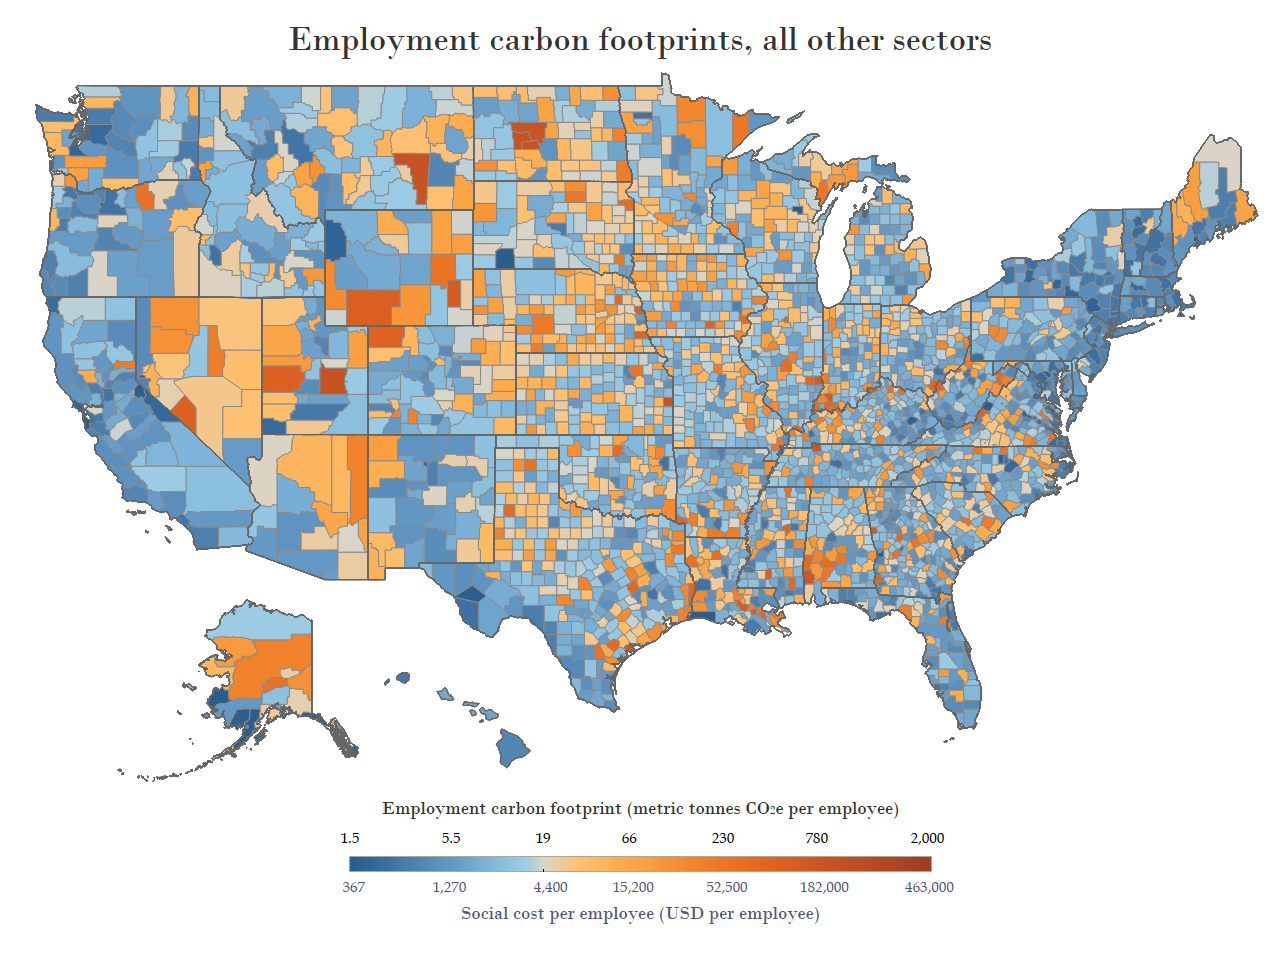 Employment carbon footprints, all other sectors
Employment carbon footprint (metric tonnes CO₂e per employee)
1.5 5.5 19 66 230 780 2,000
367 1,270 4,400 15,200 52,500 182,000 463,000
Social cost per employee (USD per employee)